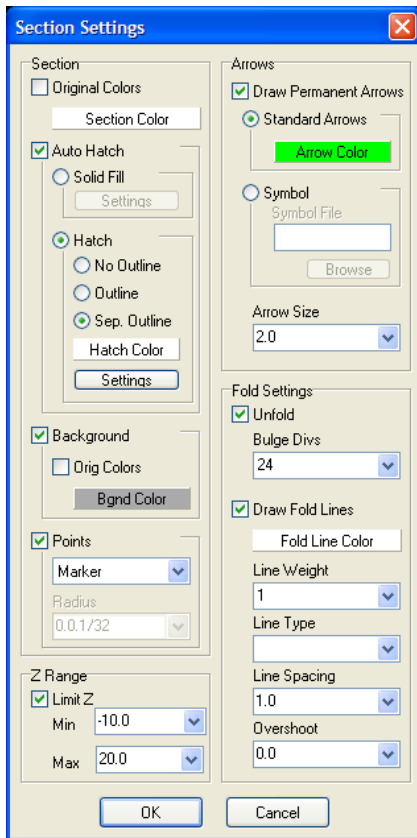 Section Settings
Section
Original Colors
Section Color
Auto Hatch
Solid Fill
Settings
Hatch
No Outline
Outline
Sep. Outline
Hatch Color
Settings
Background
Orig Colors
Bgnd Color
Points
Marker
Radius
0.0.1/32
Z Range
Limit Z
Min -10.0
Max 20.0
Arrows
Draw Permanent Arrows
Standard Arrows
Arrow Color
Symbol
Symbol File
Browse
Arrow Size
2.0
Fold Settings
Unfold
Bulge Divs
24
Draw Fold Lines
Fold Line Color
Line Weight
1
Line Type
Line Spacing
1.0
Overshoot
0.0
OK
Cancel